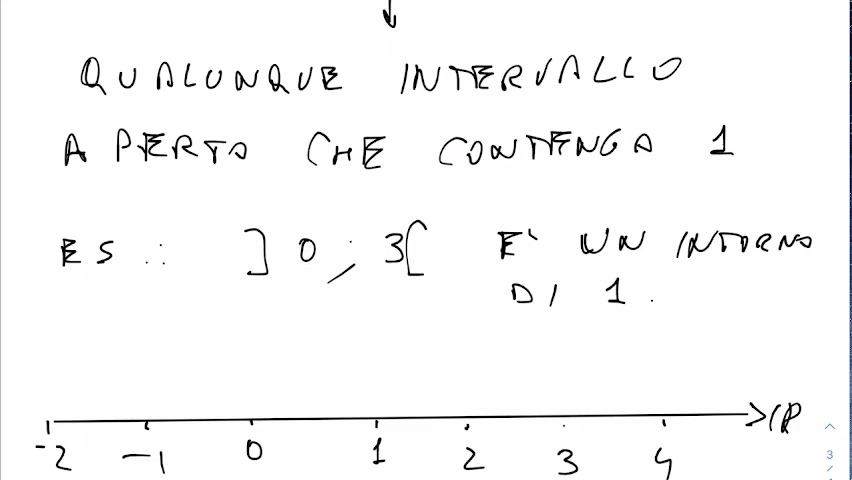 QUALUNQUE INTERVALLO
APERTO CHE CONTENGA 1
ES: ]0; 3[ E' UN INTORNO
DI 1.
-2 -1 0 1 2 3 4 R
3